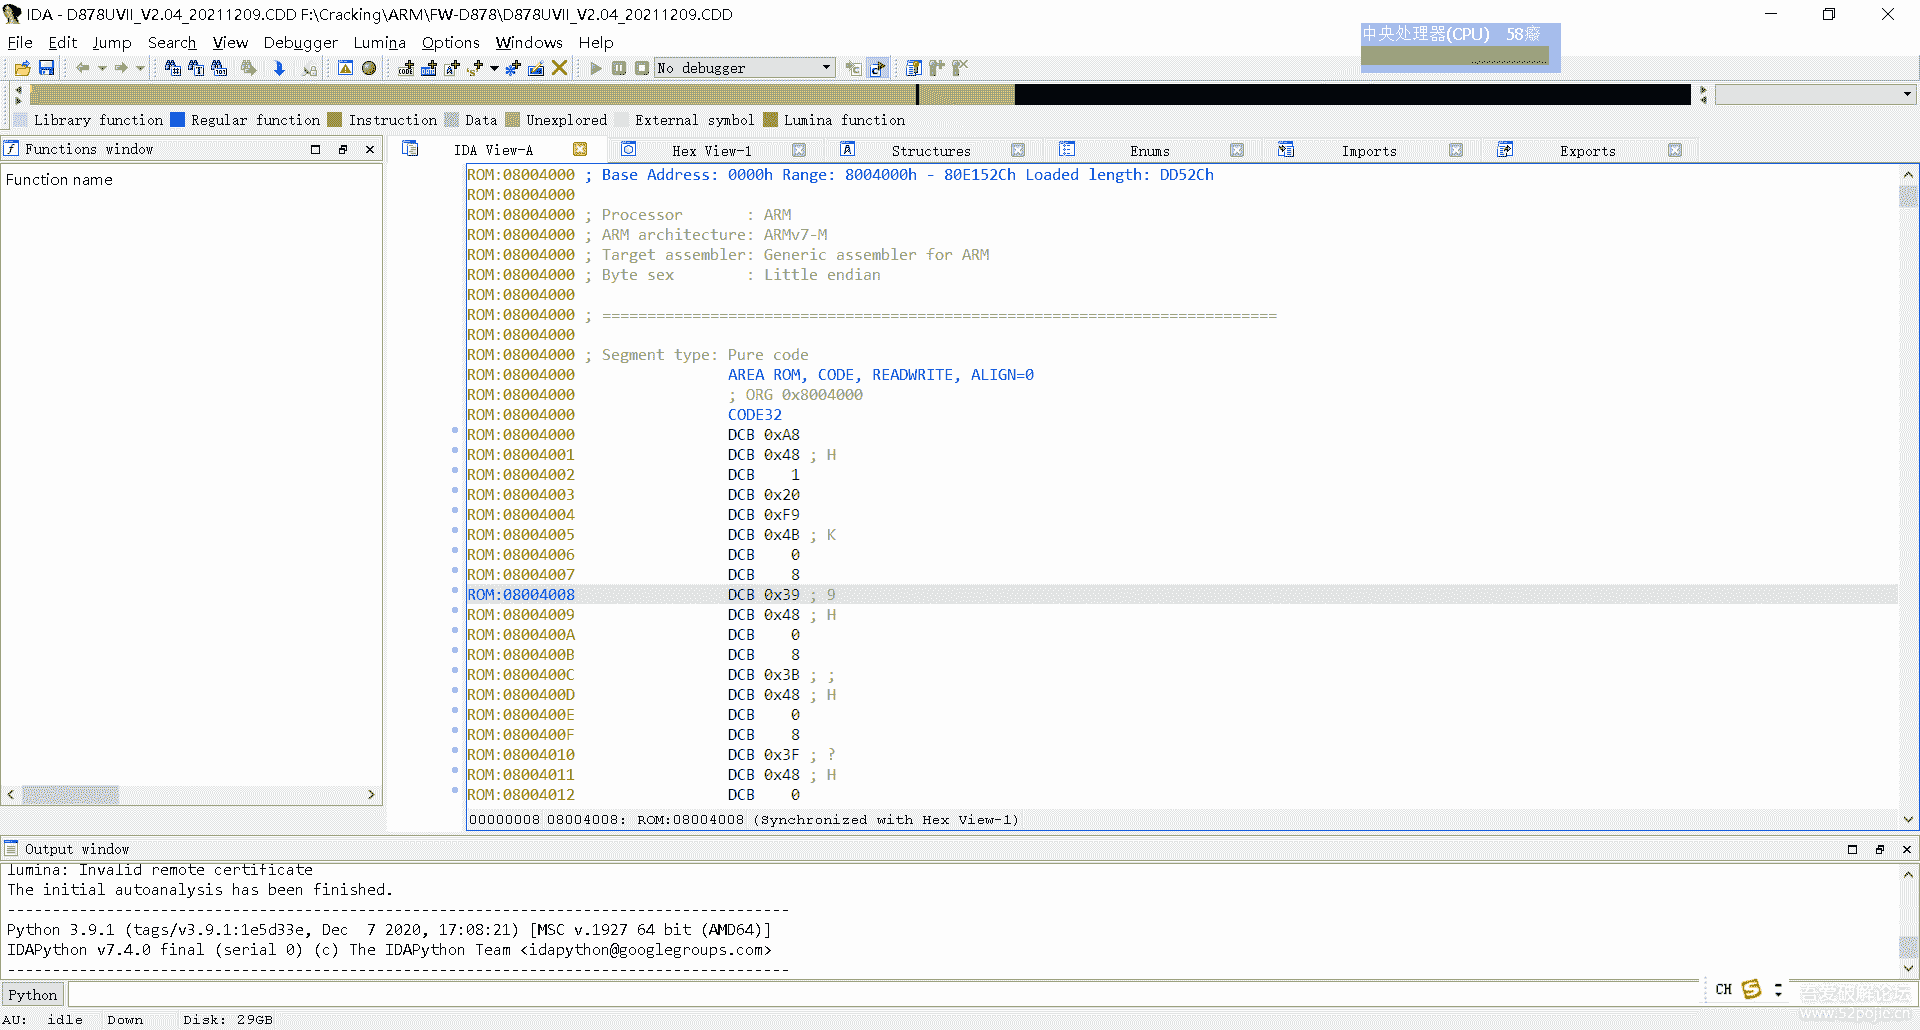 IDA - D878UVII_V2.04_20211209.CDD F:\Cracking\ARM\FW-D878\D878UVII_V2.04_20211209.CDD
中央处理器(CPU) 58癈
File Edit Jump Search View Debugger Lumina Options Windows Help
No debugger
Library function Regular function Instruction Data Unexplored External symbol Lumina function
Functions window
IDA View-A Hex View-1 Structures Enums Imports Exports
Function name
ROM:08004000 ; Base Address: 0000h Range: 8004000h - 80E152Ch Loaded length: DD52Ch
ROM:08004000
ROM:08004000 ; Processor       : ARM
ROM:08004000 ; ARM architecture: ARMv7-M
ROM:08004000 ; Target assembler: Generic assembler for ARM
ROM:08004000 ; Byte sex        : Little endian
ROM:08004000
ROM:08004000 ; ===========================================================================
ROM:08004000
ROM:08004000 ; Segment type: Pure code
ROM:08004000                 AREA ROM, CODE, READWRITE, ALIGN=0
ROM:08004000                 ; ORG 0x8004000
ROM:08004000                 CODE32
ROM:08004000                 DCB 0xA8
ROM:08004001                 DCB 0x48 ; H
ROM:08004002                 DCB    1
ROM:08004003                 DCB 0x20
ROM:08004004                 DCB 0xF9
ROM:08004005                 DCB 0x4B ; K
ROM:08004006                 DCB    0
ROM:08004007                 DCB    8
ROM:08004008                 DCB 0x39 ; 9
ROM:08004009                 DCB 0x48 ; H
ROM:0800400A                 DCB    0
ROM:0800400B                 DCB    8
ROM:0800400C                 DCB 0x3B ; ;
ROM:0800400D                 DCB 0x48 ; H
ROM:0800400E                 DCB    0
ROM:0800400F                 DCB    8
ROM:08004010                 DCB 0x3F ; ?
ROM:08004011                 DCB 0x48 ; H
ROM:08004012                 DCB    0
00000008 08004008: ROM:08004008 (Synchronized with Hex View-1)
Output window
lumina: Invalid remote certificate
The initial autoanalysis has been finished.
---------------------------------------------------------------------------------------
Python 3.9.1 (tags/v3.9.1:1e5d33e, Dec  7 2020, 17:08:21) [MSC v.1927 64 bit (AMD64)]
IDAPython v7.4.0 final (serial 0) (c) The IDAPython Team <idapython@googlegroups.com>
---------------------------------------------------------------------------------------
Python
CH
吾爱破解论坛
www.52pojie.cn
AU: idle Down Disk: 29GB